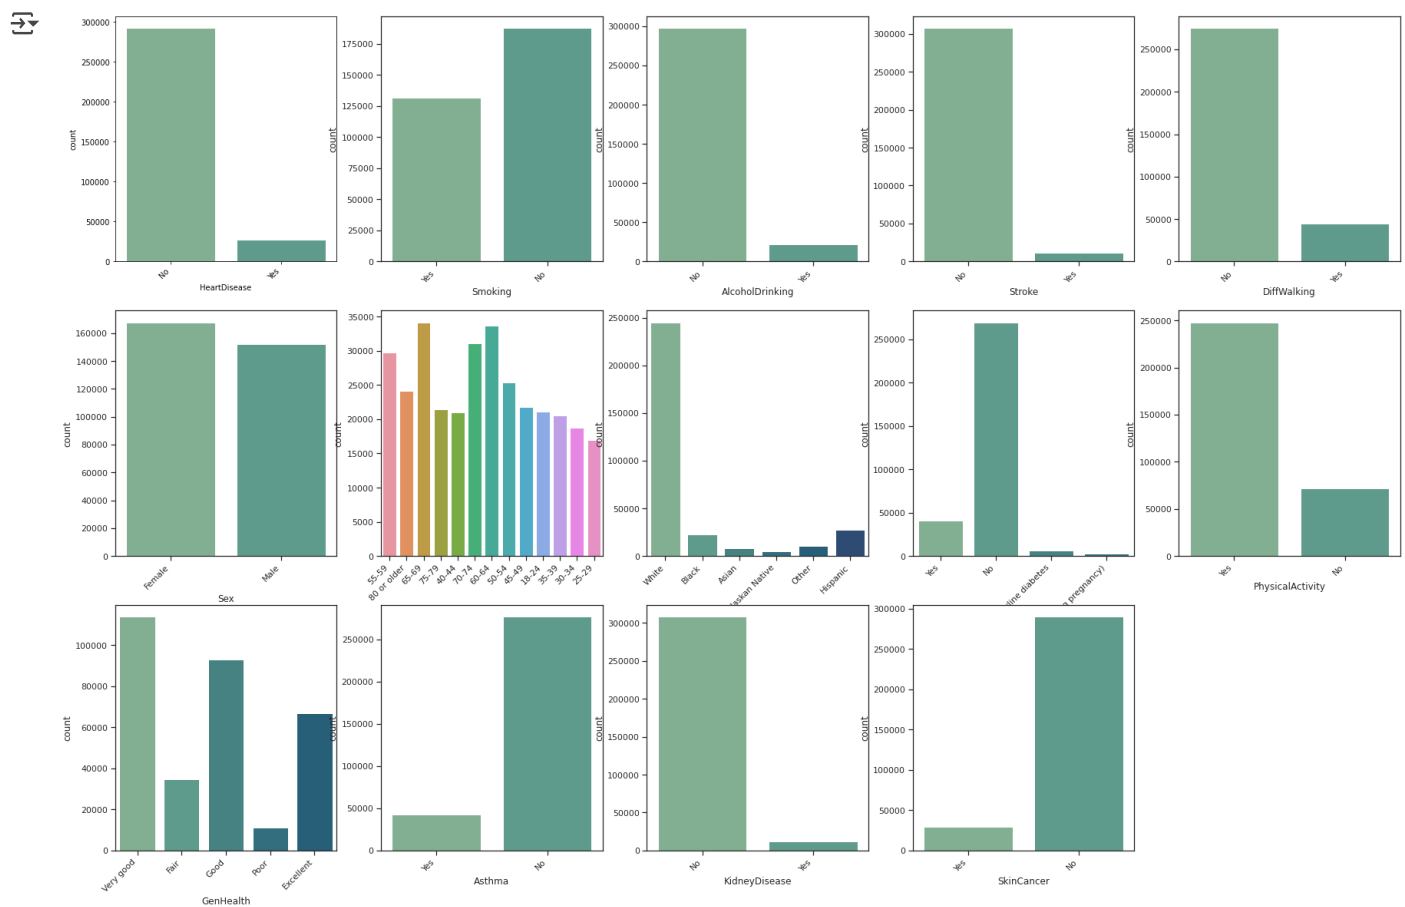 300000
250000
200000
150000
100000
50000
0
count
No
Yes
HeartDisease
175000
150000
125000
100000
75000
50000
25000
0
count
Yes
No
Smoking
300000
250000
200000
150000
100000
50000
0
count
No
Yes
AlcoholDrinking
300000
250000
200000
150000
100000
50000
0
count
No
Yes
Stroke
250000
200000
150000
100000
50000
0
count
No
Yes
DiffWalking
160000
140000
120000
100000
80000
60000
40000
20000
0
count
Female
Male
Sex
35000
30000
25000
20000
15000
10000
5000
0
count
55-59
80 or older
65-69
75-79
40-44
70-74
60-64
50-54
45-49
18-24
35-39
30-34
25-29
250000
200000
150000
100000
50000
0
count
White
Black
Asian
askan Native
Other
Hispanic
250000
200000
150000
100000
50000
0
count
Yes
No
line diabetes
pregnancy)
250000
200000
150000
100000
50000
0
count
Yes
No
PhysicalActivity
100000
80000
60000
40000
20000
0
count
Very good
Fair
Good
Poor
Excellent
GenHealth
250000
200000
150000
100000
50000
0
count
Yes
No
Asthma
300000
250000
200000
150000
100000
50000
0
count
No
Yes
KidneyDisease
300000
250000
200000
150000
100000
50000
0
count
Yes
No
SkinCancer